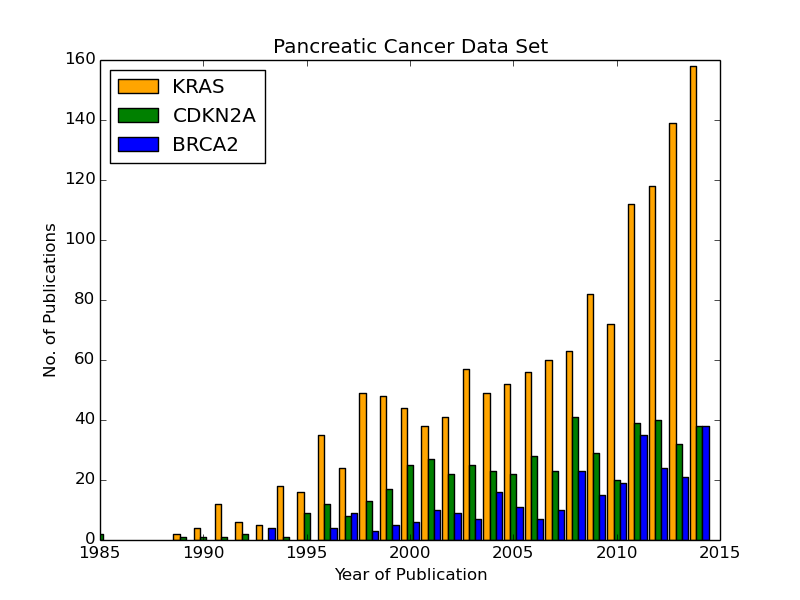 Pancreatic Cancer Data Set
KRAS
CDKN2A
BRCA2
No. of Publications
160
140
120
100
80
60
40
20
0
1985 1990 1995 2000 2005 2010 2015
Year of Publication